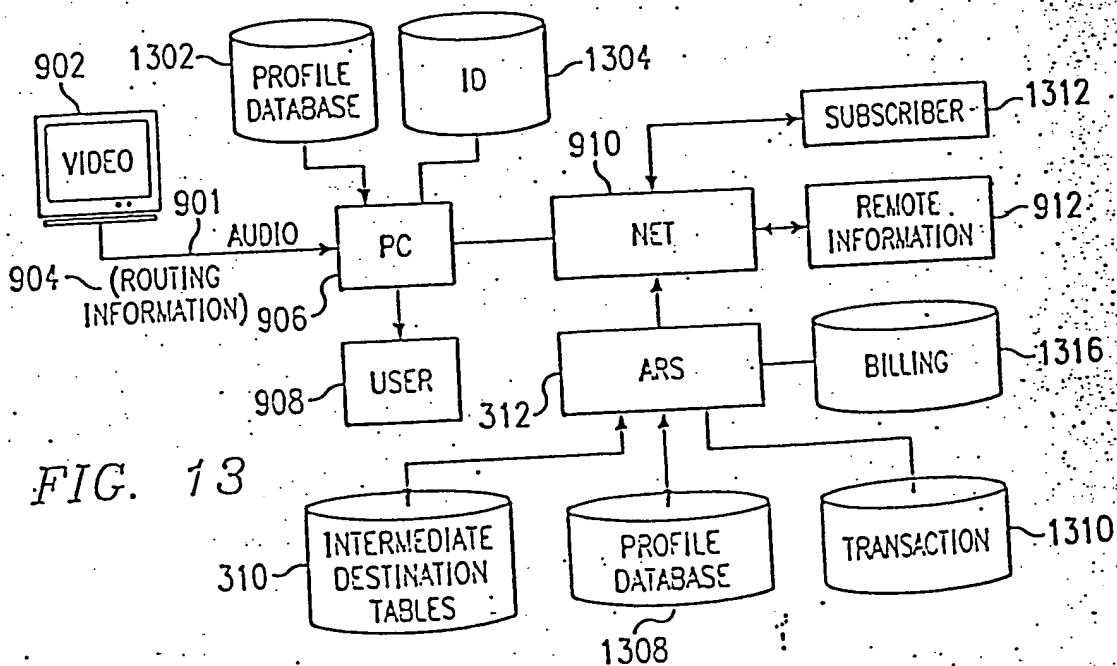 1302
902
PROFILE
DATABASE
ID
1304
VIDEO
901
AUDIO
904
(ROUTING
INFORMATION)
PC
906
USER
908
910
NET
SUBSCRIBER
1312
REMOTE
INFORMATION
912
ARS
312
BILLING
1316
FIG. 13
310
INTERMEDIATE
DESTINATION
TABLES
PROFILE
DATABASE
1308
TRANSACTION
1310